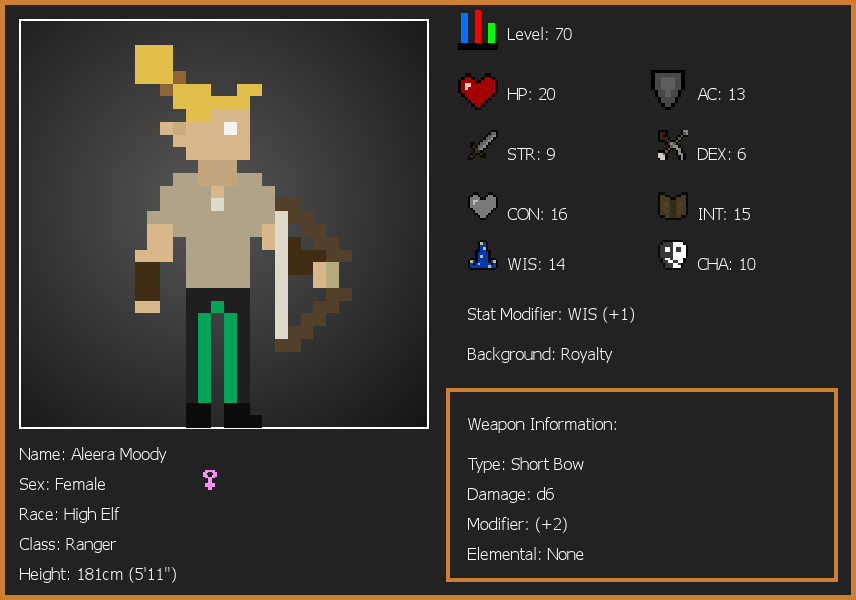 Level: 70
HP: 20
AC: 13
STR: 9
DEX: 6
CON: 16
INT: 15
WIS: 14
CHA: 10
Stat Modifier: WIS (+1)
Background: Royalty
Weapon Information:
Type: Short Bow
Damage: d6
Modifier: (+2)
Elemental: None
Name: Aleera Moody
Sex: Female
Race: High Elf
Class: Ranger
Height: 181cm (5'11")